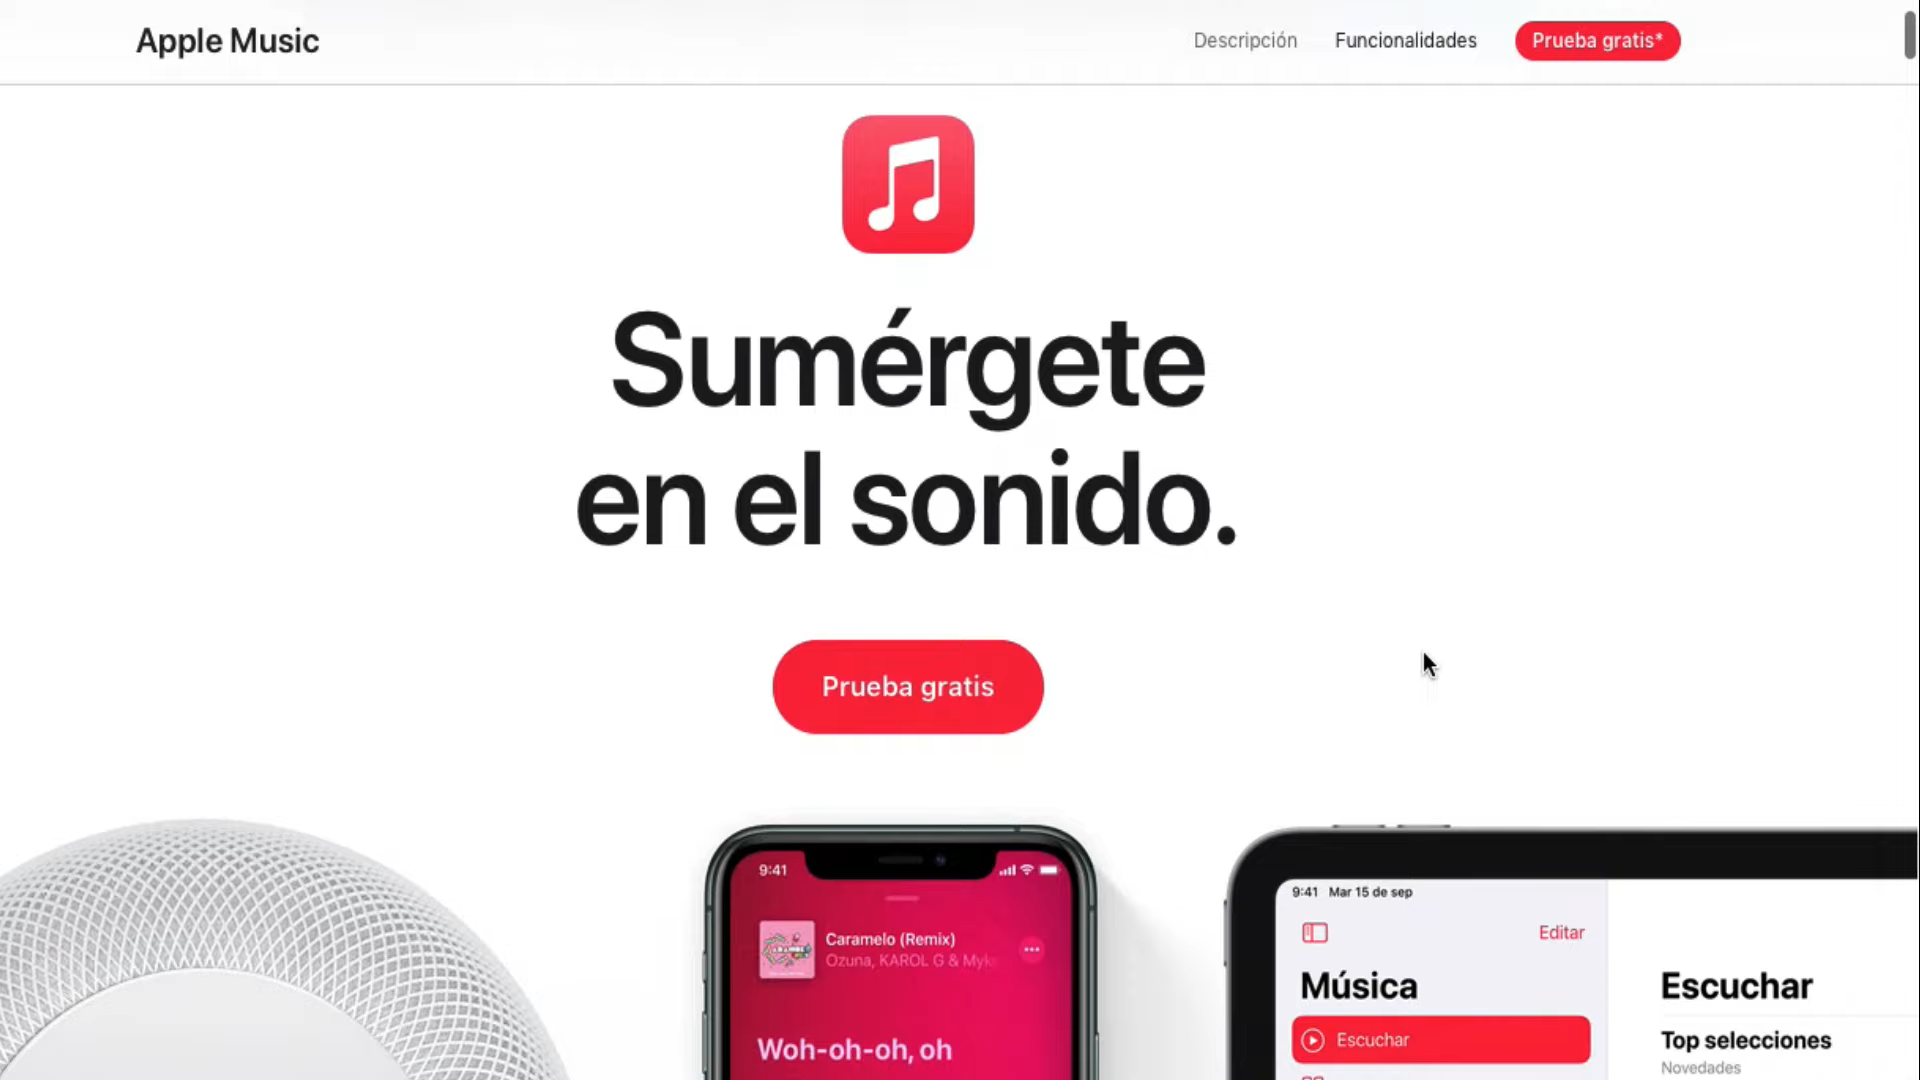 Apple Music
Descripción
Funcionalidades
Prueba gratis*
Sumérgete
en el sonido.
Prueba gratis
9:41
Caramelo (Remix)
Ozuna, KAROL G &
Woh-oh-oh, oh
9:41 Mar 15 de sep
Editar
Música
Escuchar
Escuchar
Top selecciones
Novedades